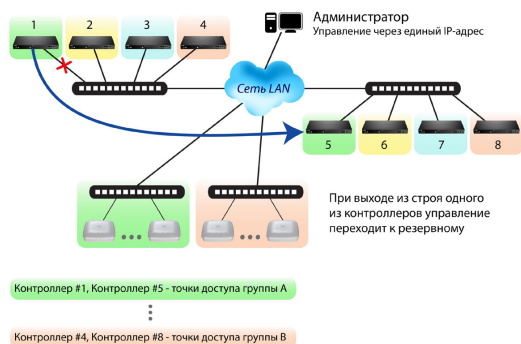 1
2
3
4
Администратор
Управление через единый IP-адрес
Сеть LAN
5
6
7
8
При выходе из строя одного
из контроллеров управление
переходит к резервному
Контроллер #1, Контроллер #5 - точки доступа группы А
Контроллер #4, Контроллер #8 - точки доступа группы В